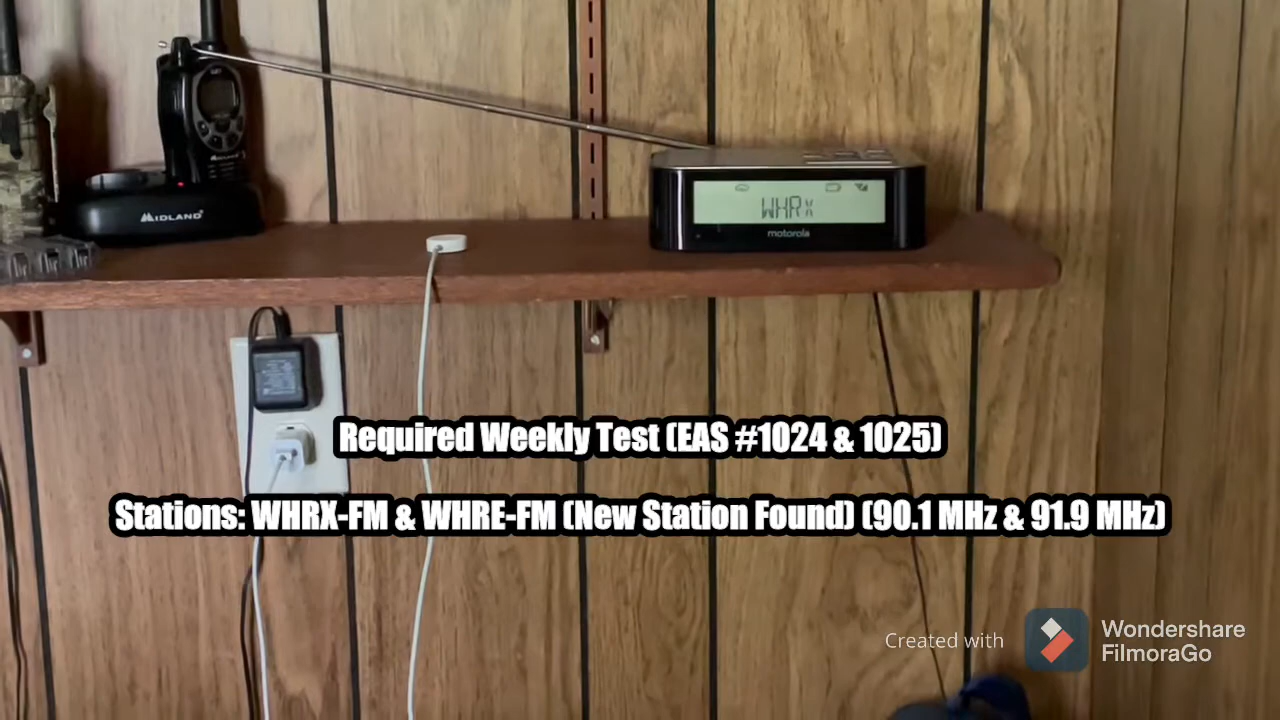 WHRX
motorola
MIDLAND
MIDLAND
Required Weekly Test (EAS #1024 & 1025)
Stations: WHRX-FM & WHRE-FM (New Station Found) (90.1 MHz & 91.9 MHz)
Created with
Wondershare
FilmoraGo